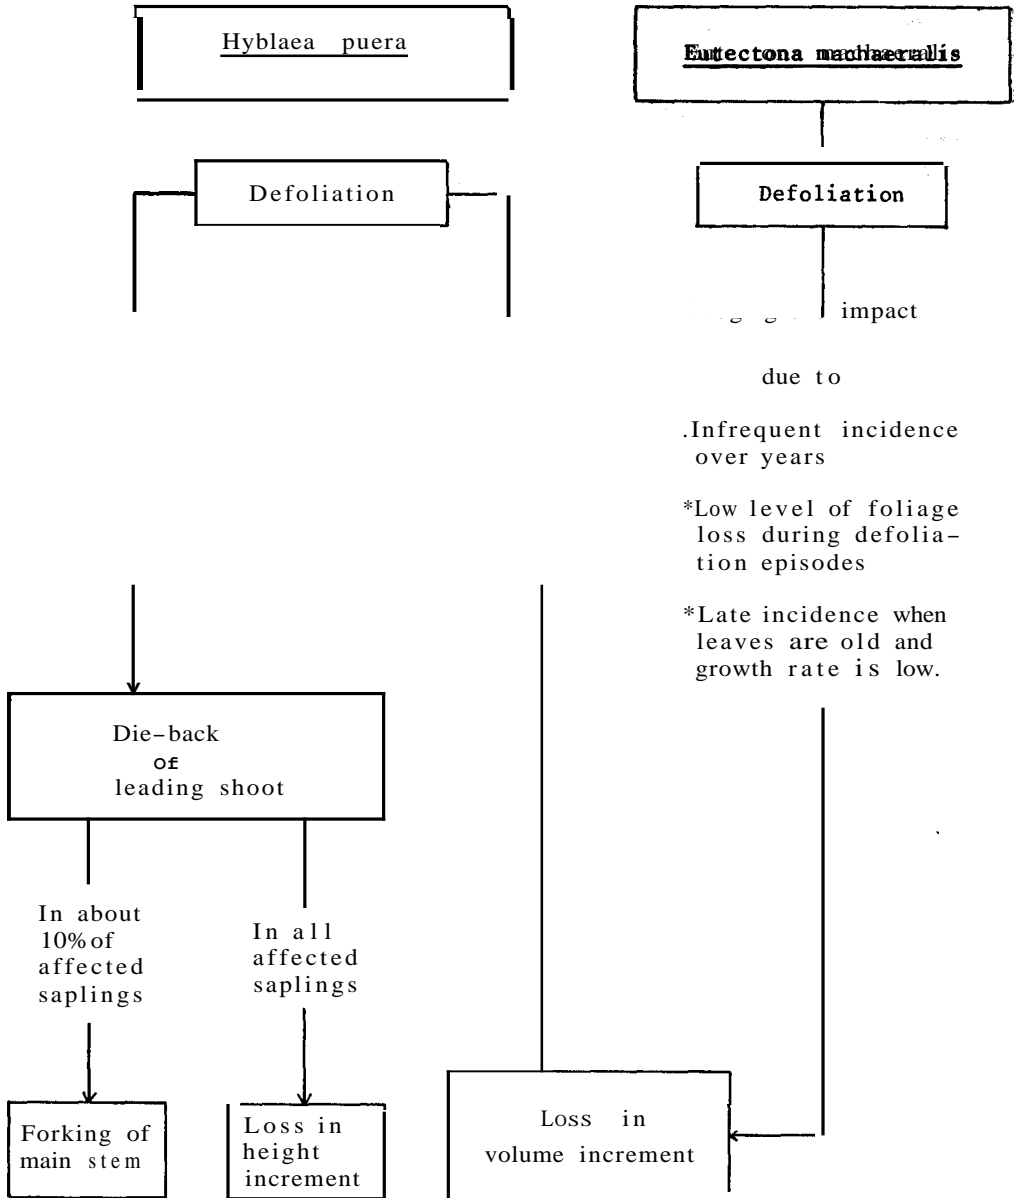 Hyblaea puera
Eutectona machaeralis
Defoliation
Defoliation
impact
due to
.Infrequent incidence
over years
*Low level of foliage
loss during defolia-
tion episodes
*Late incidence when
leaves are old and
growth rate is low.
Die-back
of
leading shoot
In about
10% of
affected
saplings
In all
affected
saplings
Forking of
main stem
Loss in
height
increment
Loss in
volume increment